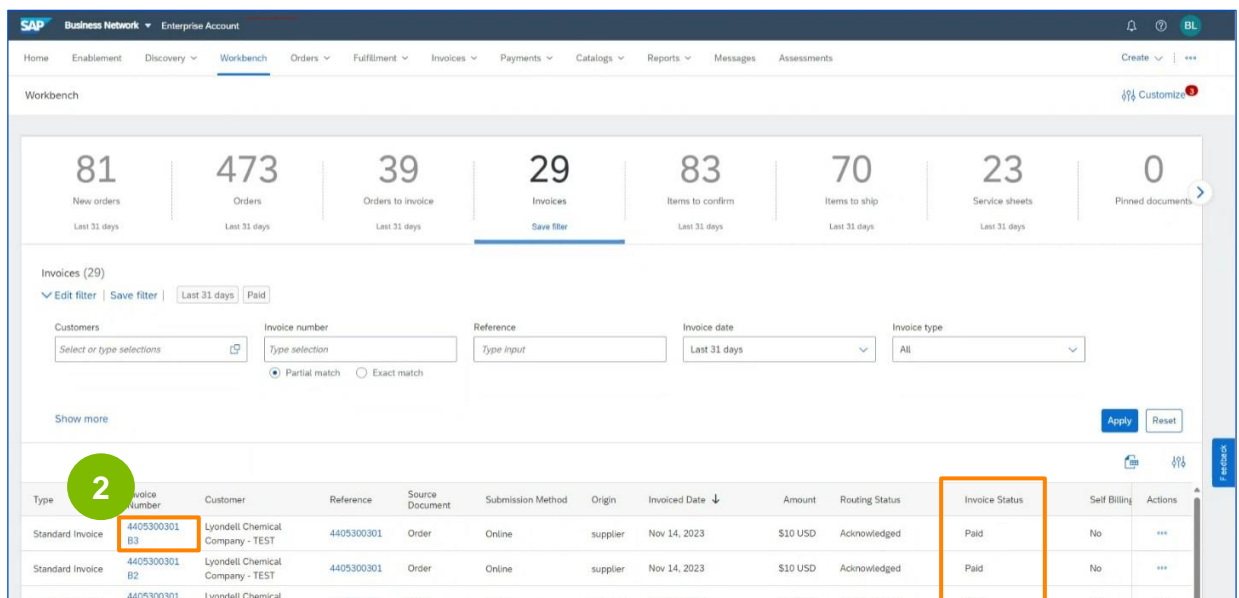 SAP Business Network Enterprise Account BL
Home Enablement Discovery Workbench Orders Fulfillment Invoices Payments Catalogs Reports Messages Assessments Create
Workbench Customize 3
81 473 39 29 83 70 23 0
New orders Orders Orders to invoice Invoices Items to confirm Items to ship Service sheets Pinned documents
Last 31 days Last 31 days Last 31 days Save filter Last 31 days Last 31 days Last 31 days
Invoices (29)
Edit filter | Save filter | Last 31 days Paid
Customers Invoice number Reference Invoice date Invoice type
Select or type selections Type selection Type input Last 31 days All
Partial match Exact match
Show more Apply Reset
Feedback
2
Type Invoice Number Customer Reference Source Document Submission Method Origin Invoiced Date ↓ Amount Routing Status Invoice Status Self Billing Actions
Standard Invoice 4405300301 B3 Lyondell Chemical Company - TEST 4405300301 Order Online supplier Nov 14, 2023 $10 USD Acknowledged Paid No
Standard Invoice 4405300301 B2 Lyondell Chemical Company - TEST 4405300301 Order Online supplier Nov 14, 2023 $10 USD Acknowledged Paid No
4405300301 Lyondell Chemical